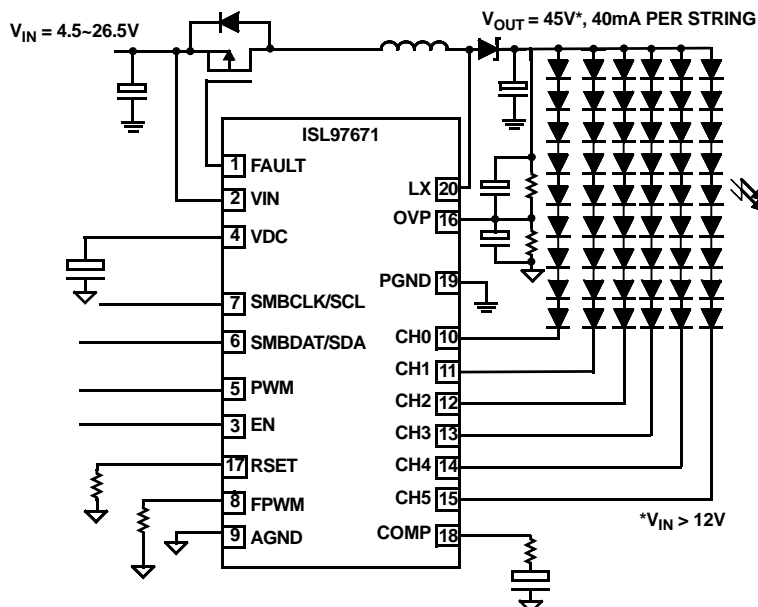 V_IN = 4.5~26.5V
V_OUT = 45V*, 40mA PER STRING
ISL97671
1 FAULT
2 VIN
4 VDC
7 SMBCLK/SCL
6 SMBDAT/SDA
5 PWM
3 EN
17 RSET
8 FPWM
9 AGND
LX 20
OVP 16
PGND 19
CH0 10
CH1 11
CH2 12
CH3 13
CH4 14
CH5 15
COMP 18
*V_IN > 12V